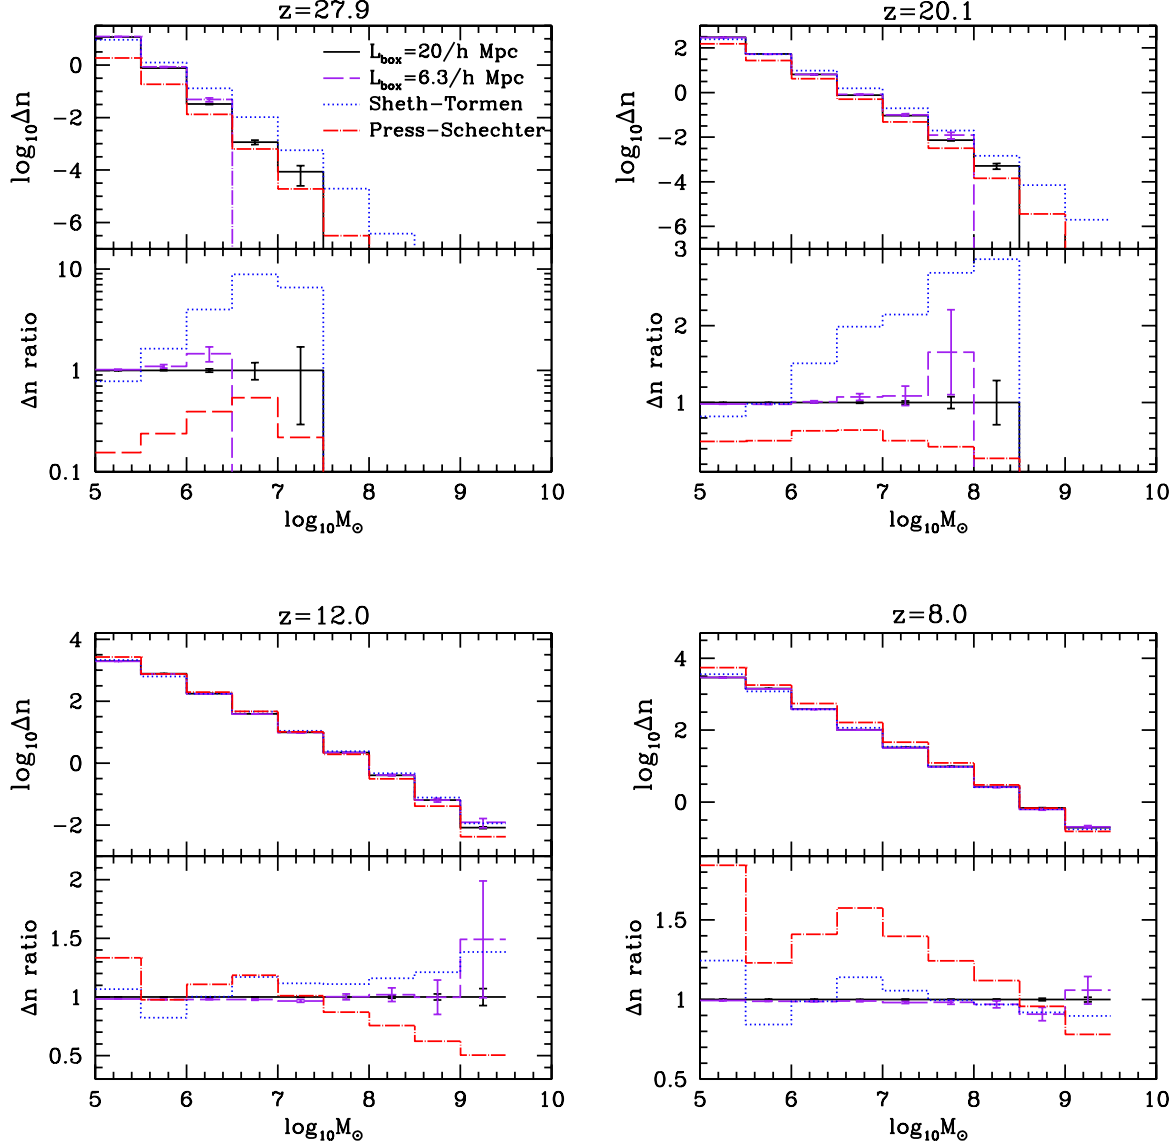 z=27.9
L_box=20/h Mpc
L_box=6.3/h Mpc
Sheth-Tormen
Press-Schechter
log₁₀Δn
0
−2
−4
−6
Δn ratio
10
1
0.1
5 6 7 8 9 10
log₁₀M☉
z=20.1
log₁₀Δn
2
0
−2
−4
−6
Δn ratio
3
2
1
5 6 7 8 9 10
log₁₀M☉
z=12.0
log₁₀Δn
4
2
0
−2
Δn ratio
2
1.5
1
0.5
5 6 7 8 9 10
log₁₀M☉
z=8.0
log₁₀Δn
4
2
0
Δn ratio
1.5
1
0.5
5 6 7 8 9 10
log₁₀M☉